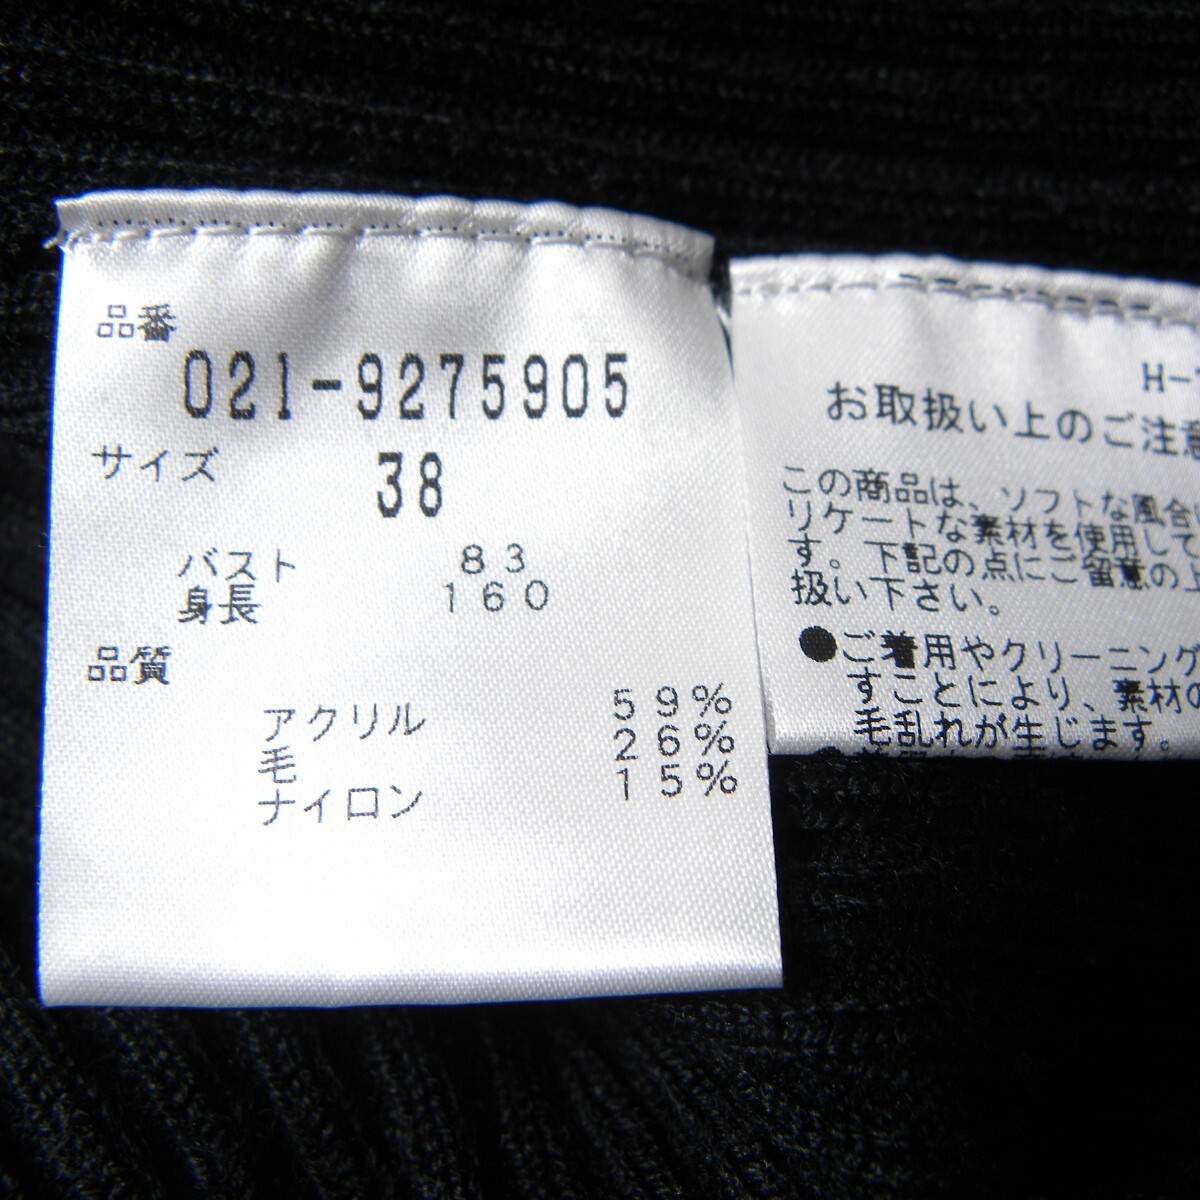 品番
021-9275905
サイズ 38
バスト 83
身長 160
品質
アクリル 59%
毛 26%
ナイロン 15%
H-
お取扱い上のご注意
この商品は、ソフトな風合
リケートな素材を使用して
す。下記の点にご留意の上
扱い下さい。
●ご着用やクリーニング
すことにより、素材の
毛乱れが生じます。